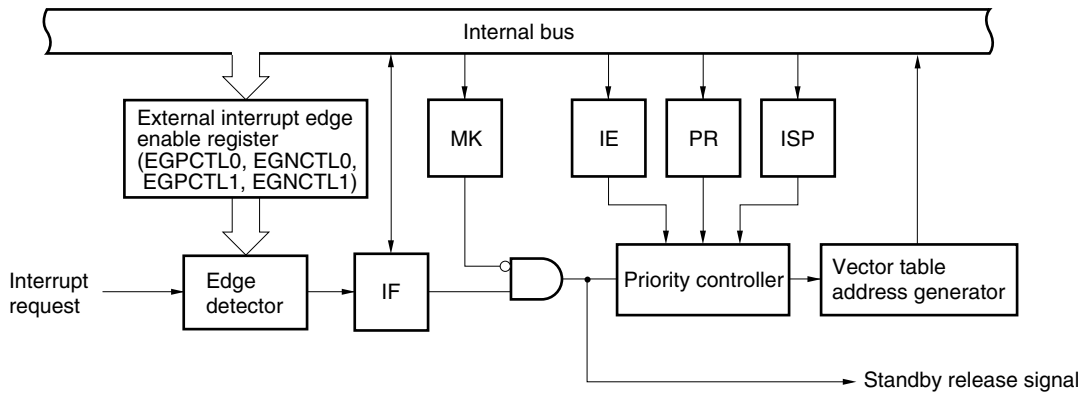 Internal bus
External interrupt edge
enable register
(EGPCTL0, EGNCTL0,
EGPCTL1, EGNCTL1)
MK
IE
PR
ISP
Interrupt
request
Edge
detector
IF
Priority controller
Vector table
address generator
Standby release signal